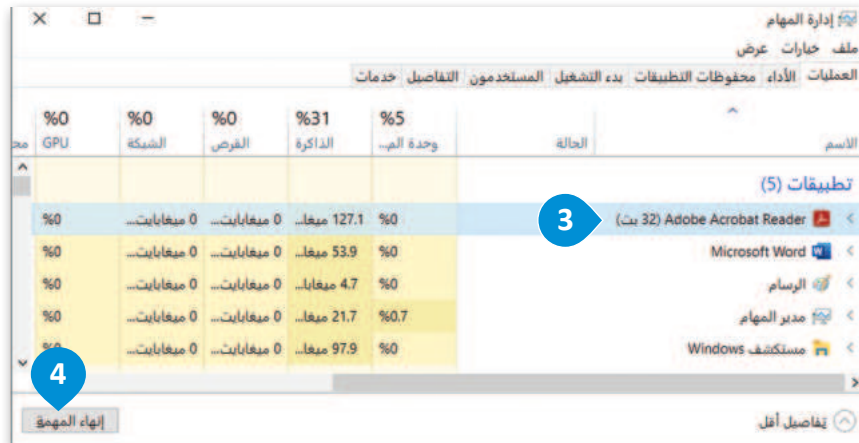 إدارة المهام
ملف خيارات عرض
العمليات الأداء محفوظات التطبيقات بدء التشغيل المستخدمون التفاصيل خدمات
%5 %31 %0 %0 %0
الاسم الحالة وحدة المـ... الذاكرة القرص الشبكة GPU مح
تطبيقات (5)
Adobe Acrobat Reader (32 بت) 3 %0 127.1 ميغا... 0 ميغابايت... 0 ميغابايت... %0
Microsoft Word %0 53.9 ميغا... 0 ميغابايت... 0 ميغابايت... %0
الرسام %0 4.7 ميغابا... 0 ميغابايت... 0 ميغابايت... %0
مدير المهام %0.7 21.7 ميغا... 0 ميغابايت... 0 ميغابايت... %0
مستكشف Windows %0 97.9 ميغا... 0 ميغابايت... 0 ميغابايت... %0
4
تفاصيل أقل إنهاء المهمة